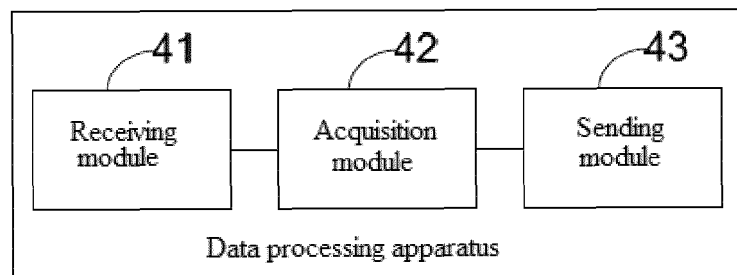 41
42
43
Receiving
module
Acquisition
module
Sending
module
Data processing apparatus